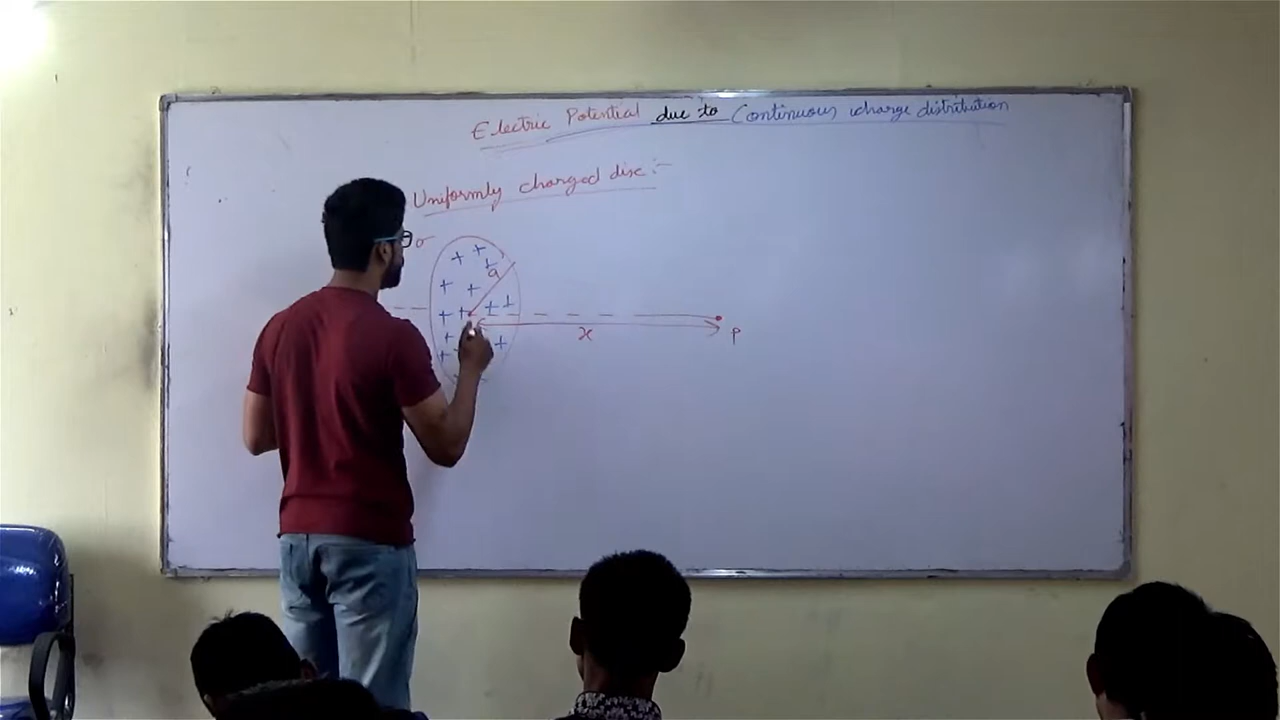 Electric Potential due to Continuous charge distribution
Uniformly charged disc :-
σ
a
x
P